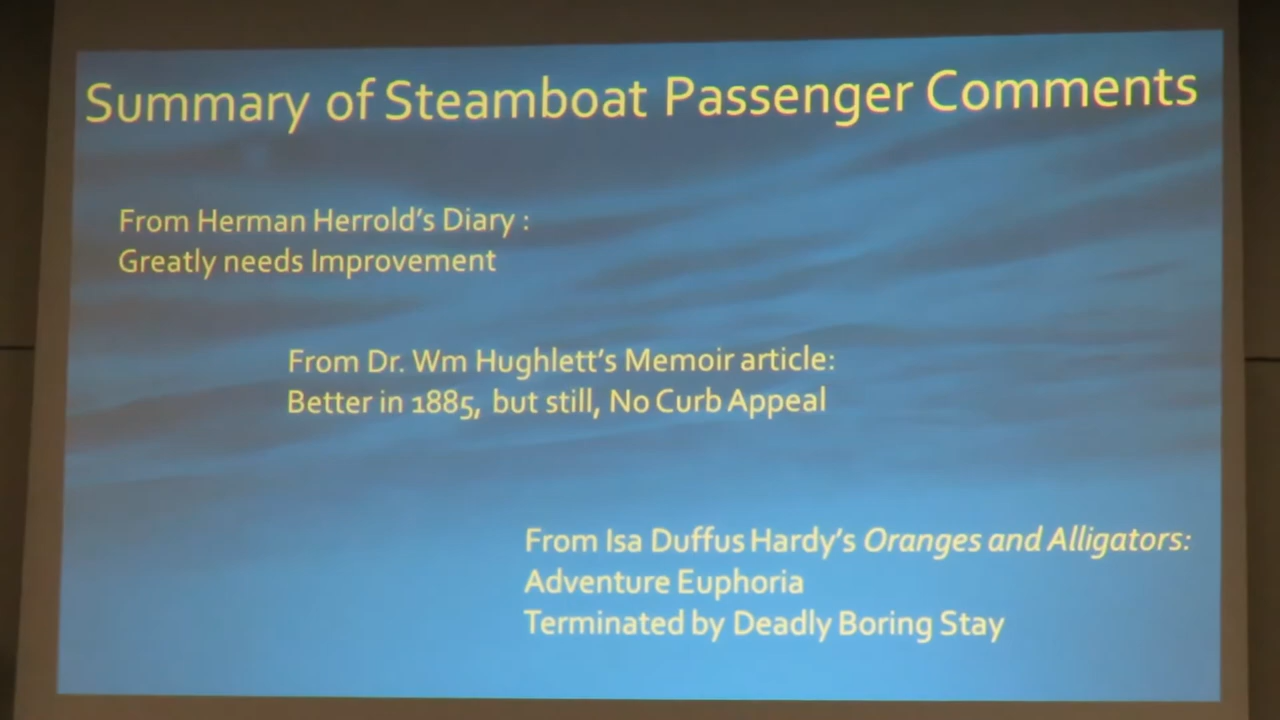 Summary of Steamboat Passenger Comments
From Herman Herrold's Diary :
Greatly needs Improvement
From Dr. Wm Hughlett's Memoir article:
Better in 1885, but still, No Curb Appeal
From Isa Duffus Hardy's Oranges and Alligators:
Adventure Euphoria
Terminated by Deadly Boring Stay